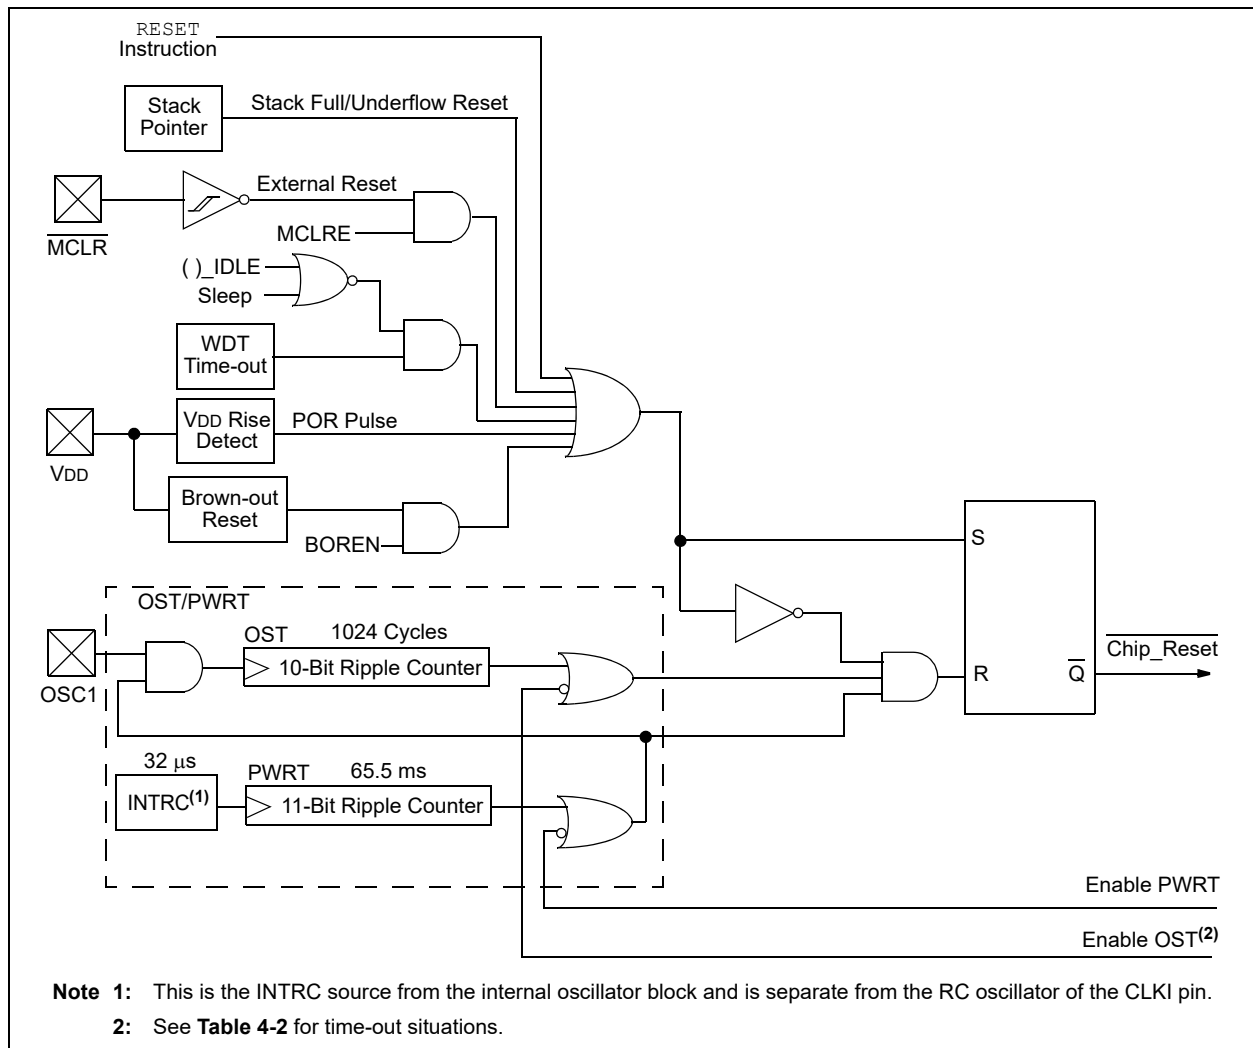 RESET
Instruction
Stack
Pointer
Stack Full/Underflow Reset
External Reset
MCLR
MCLRE
( )_IDLE
Sleep
WDT
Time-out
VDD Rise
Detect
POR Pulse
VDD
Brown-out
Reset
BOREN
S
OST/PWRT
OST
1024 Cycles
10-Bit Ripple Counter
OSC1
R
Q
Chip_Reset
32 μs
INTRC(1)
PWRT
65.5 ms
11-Bit Ripple Counter
Enable PWRT
Enable OST(2)
Note 1: This is the INTRC source from the internal oscillator block and is separate from the RC oscillator of the CLKI pin.
2: See Table 4-2 for time-out situations.